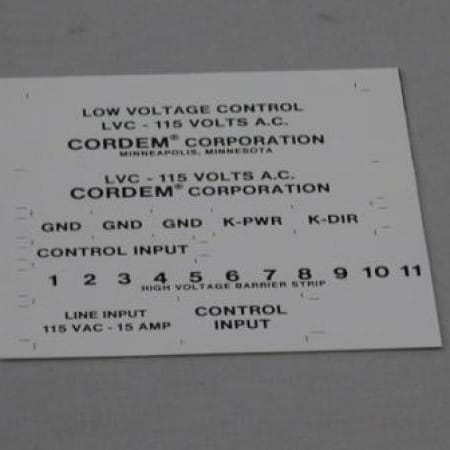 LOW VOLTAGE CONTROL
LVC - 115 VOLTS A.C.
CORDEM® CORPORATION
MINNEAPOLIS, MINNESOTA
LVC - 115 VOLTS A.C.
CORDEM® CORPORATION
GND GND GND K-PWR K-DIR
CONTROL INPUT
1 2 3 4 5 6 7 8 9 10 11
HIGH VOLTAGE BARRIER STRIP
LINE INPUT
115 VAC - 15 AMP
CONTROL
INPUT